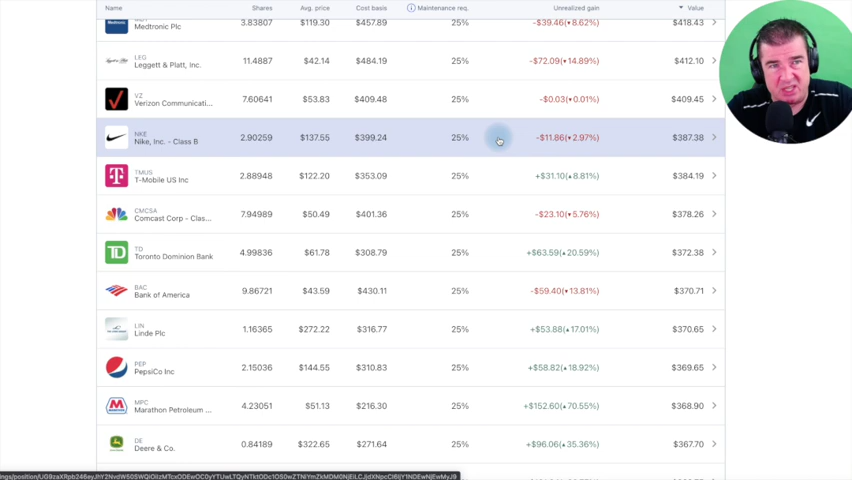 Name Shares Avg. price Cost basis Maintenance req. Unrealized gain Value
Medtronic Plc 3.83807 $119.30 $457.89 25% -$39.46(▼8.62%) $418.43
LEG
Leggett & Platt, Inc. 11.4887 $42.14 $484.19 25% -$72.09(▼14.89%) $412.10
VZ
Verizon Communicati... 7.60641 $53.83 $409.48 25% -$0.03(▼0.01%) $409.45
NKE
Nike, Inc. - Class B 2.90259 $137.55 $399.24 25% -$11.86(▼2.97%) $387.38
TMUS
T-Mobile US Inc 2.88948 $122.20 $353.09 25% +$31.10(▲8.81%) $384.19
CMCSA
Comcast Corp - Clas... 7.94989 $50.49 $401.36 25% -$23.10(▼5.76%) $378.26
TD
Toronto Dominion Bank 4.99836 $61.78 $308.79 25% +$63.59(▲20.59%) $372.38
BAC
Bank of America 9.86721 $43.59 $430.11 25% -$59.40(▼13.81%) $370.71
LIN
Linde Plc 1.16365 $272.22 $316.77 25% +$53.88(▲17.01%) $370.65
PEP
PepsiCo Inc 2.15036 $144.55 $310.83 25% +$58.82(▲18.92%) $369.65
MPC
Marathon Petroleum ... 4.23051 $51.13 $216.30 25% +$152.60(▲70.55%) $368.90
DE
Deere & Co. 0.84189 $322.65 $271.64 25% +$96.06(▲35.36%) $367.70